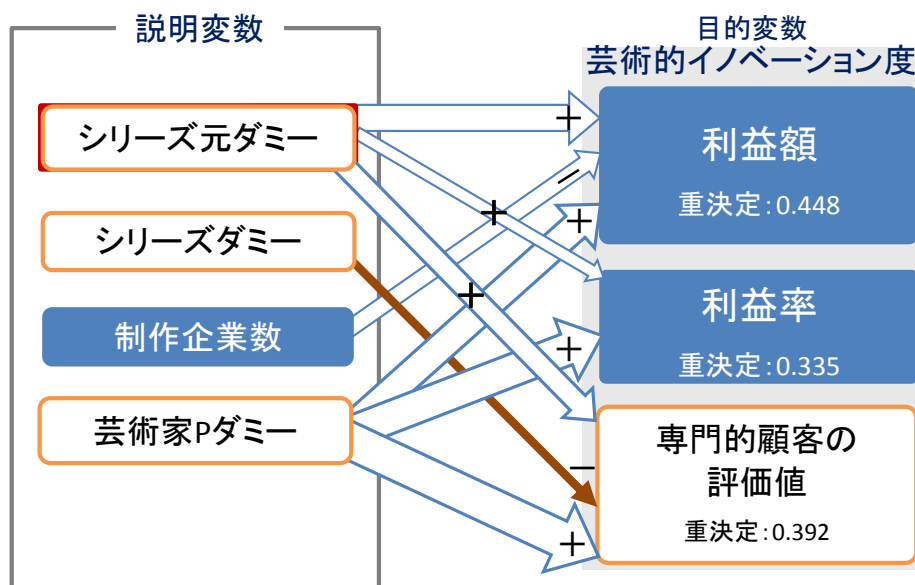 説明変数
シリーズ元ダミー
シリーズダミー
制作企業数
芸術家Pダミー
目的変数
芸術的イノベーション度
利益額
重決定:0.448
利益率
重決定:0.335
専門的顧客の
評価値
重決定:0.392
+
−
+
+
+
+
−
+